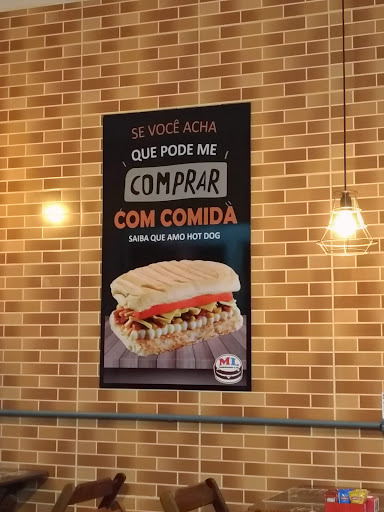 SE VOCÊ ACHA
QUE PODE ME
COMPRAR
COM COMIDA
SAIBA QUE AMO HOT DOG
ML